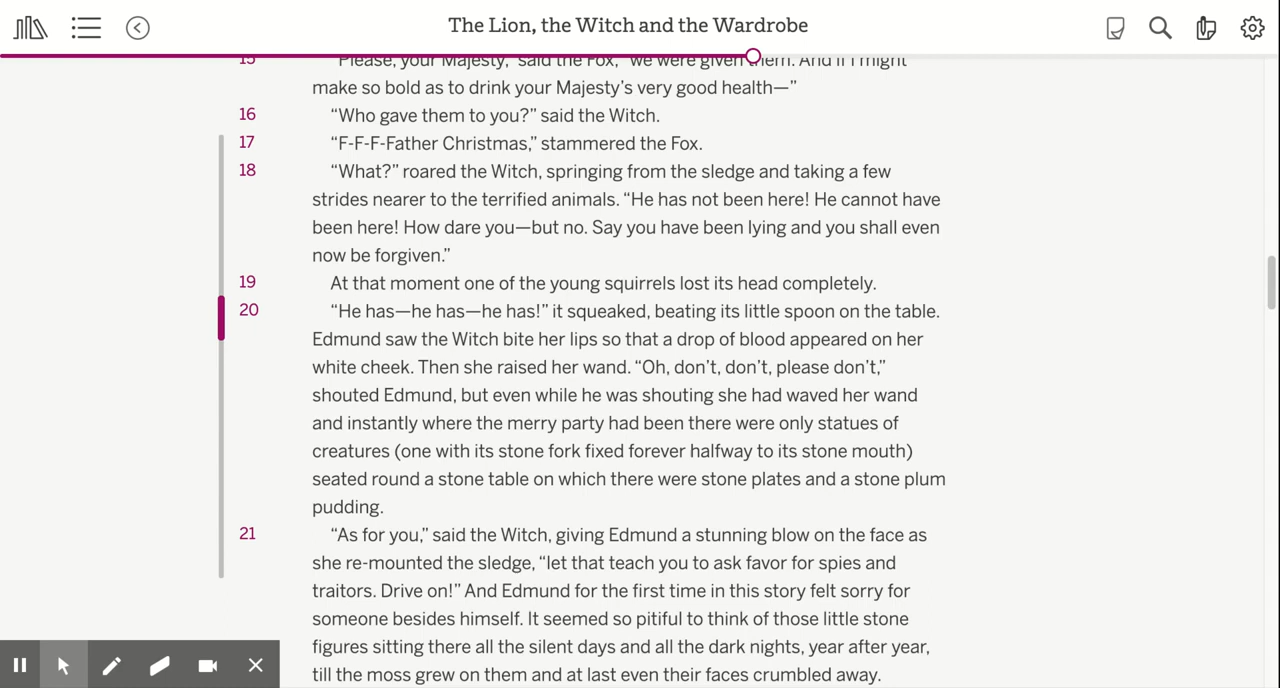 The Lion, the Witch and the Wardrobe
15 “Please, your Majesty,” said the Fox, “we were given them. And if I might
make so bold as to drink your Majesty’s very good health—”
16 “Who gave them to you?” said the Witch.
17 “F-F-F-Father Christmas,” stammered the Fox.
18 “What?” roared the Witch, springing from the sledge and taking a few
strides nearer to the terrified animals. “He has not been here! He cannot have
been here! How dare you—but no. Say you have been lying and you shall even
now be forgiven.”
19 At that moment one of the young squirrels lost its head completely.
20 “He has—he has—he has!” it squeaked, beating its little spoon on the table.
Edmund saw the Witch bite her lips so that a drop of blood appeared on her
white cheek. Then she raised her wand. “Oh, don’t, don’t, please don’t,”
shouted Edmund, but even while he was shouting she had waved her wand
and instantly where the merry party had been there were only statues of
creatures (one with its stone fork fixed forever halfway to its stone mouth)
seated round a stone table on which there were stone plates and a stone plum
pudding.
21 “As for you,” said the Witch, giving Edmund a stunning blow on the face as
she re-mounted the sledge, “let that teach you to ask favor for spies and
traitors. Drive on!” And Edmund for the first time in this story felt sorry for
someone besides himself. It seemed so pitiful to think of those little stone
figures sitting there all the silent days and all the dark nights, year after year,
till the moss grew on them and at last even their faces crumbled away.